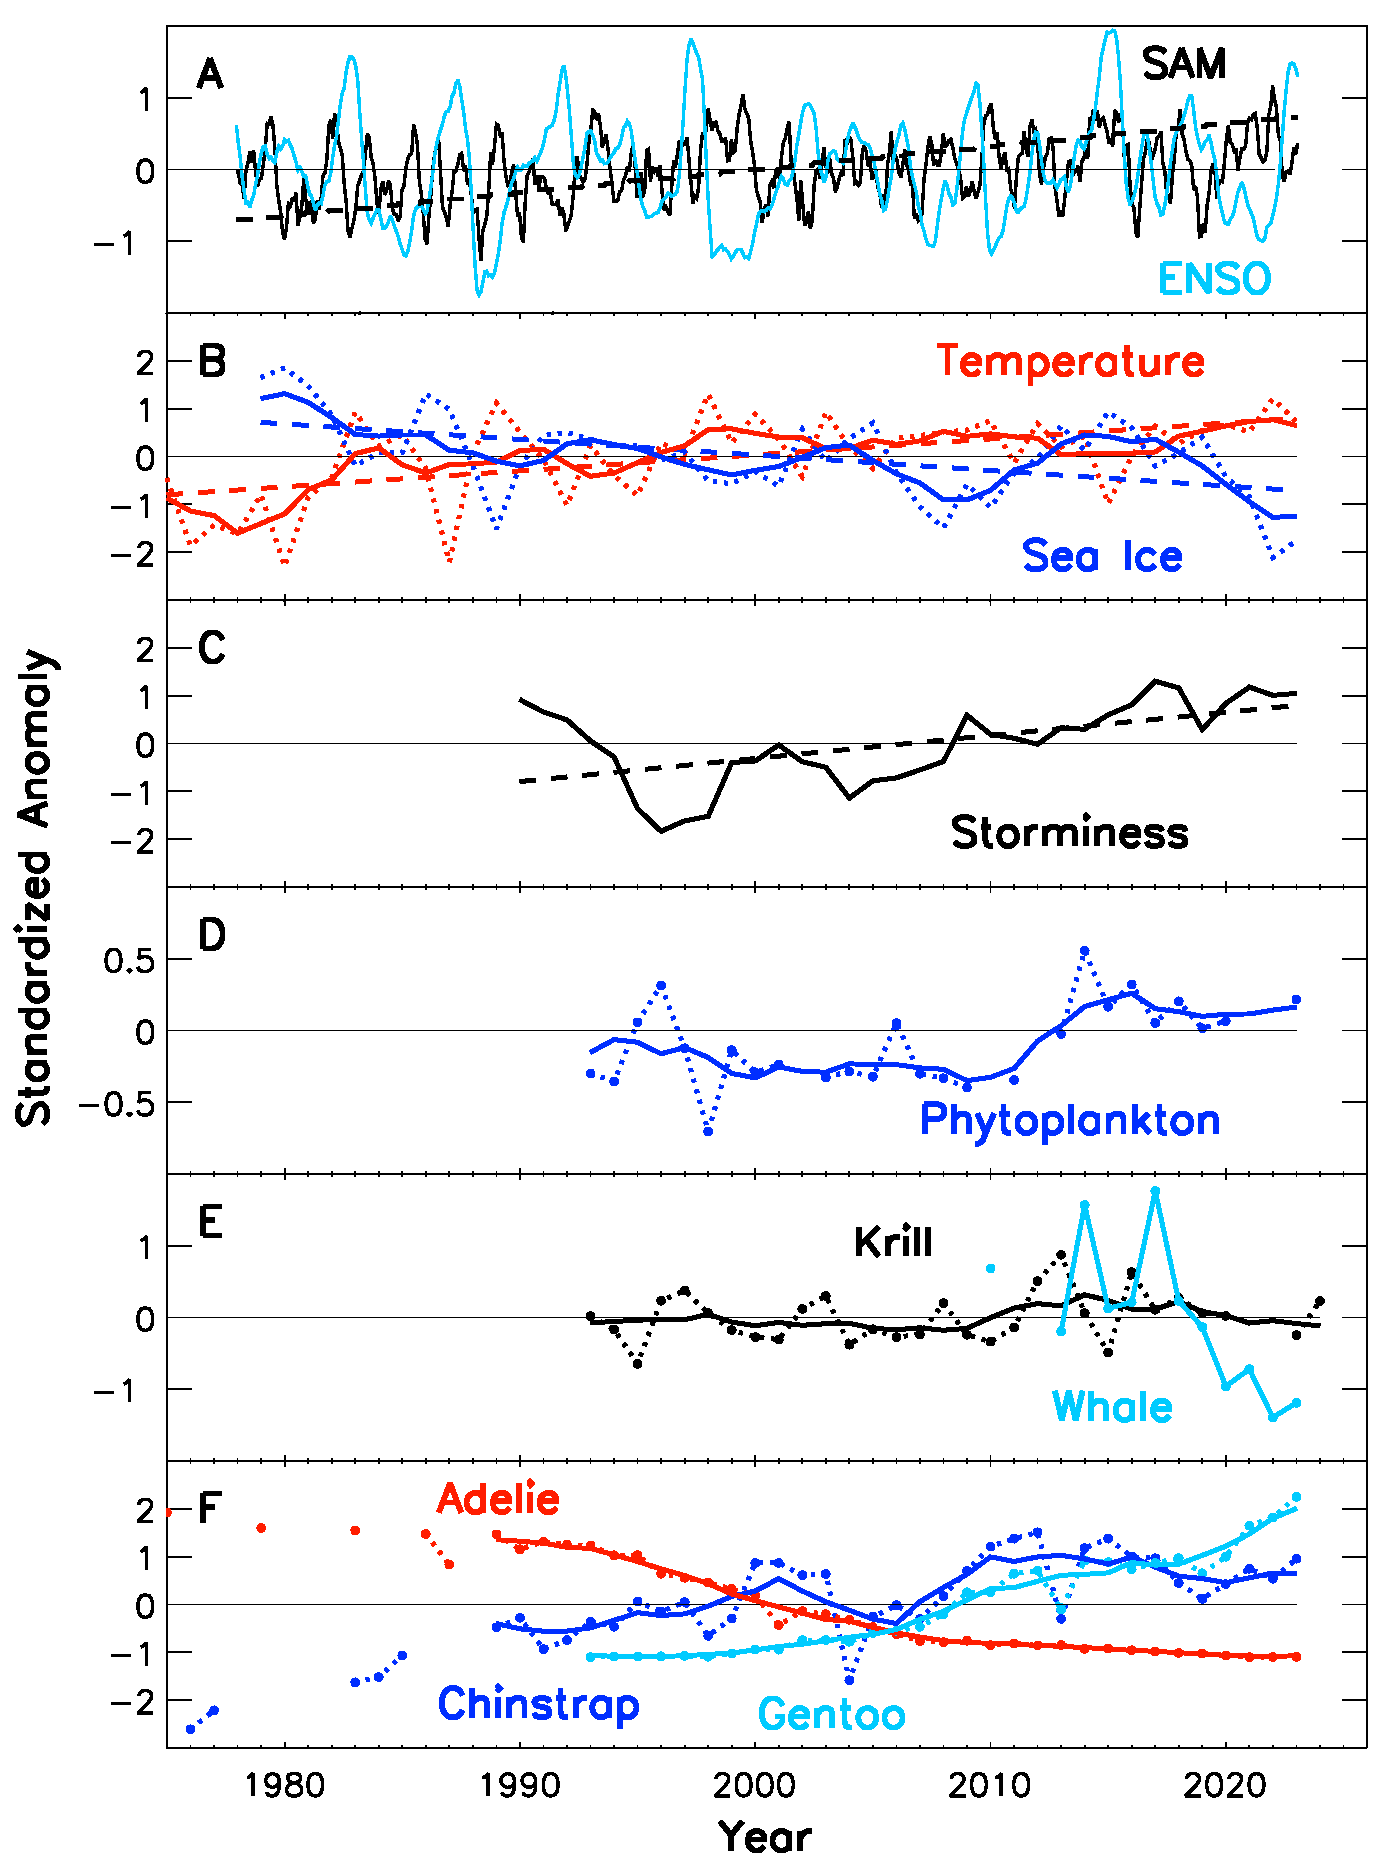 A
SAM
1
0
−1
ENSO
B
Temperature
2
1
0
−1
−2
Sea Ice
C
2
1
0
−1
−2
Storminess
D
0.5
0
−0.5
Phytoplankton
E
Krill
1
0
−1
Whale
F
Adelie
2
1
0
−1
−2
Chinstrap
Gentoo
1980 1990 2000 2010 2020
Year
Standardized Anomaly